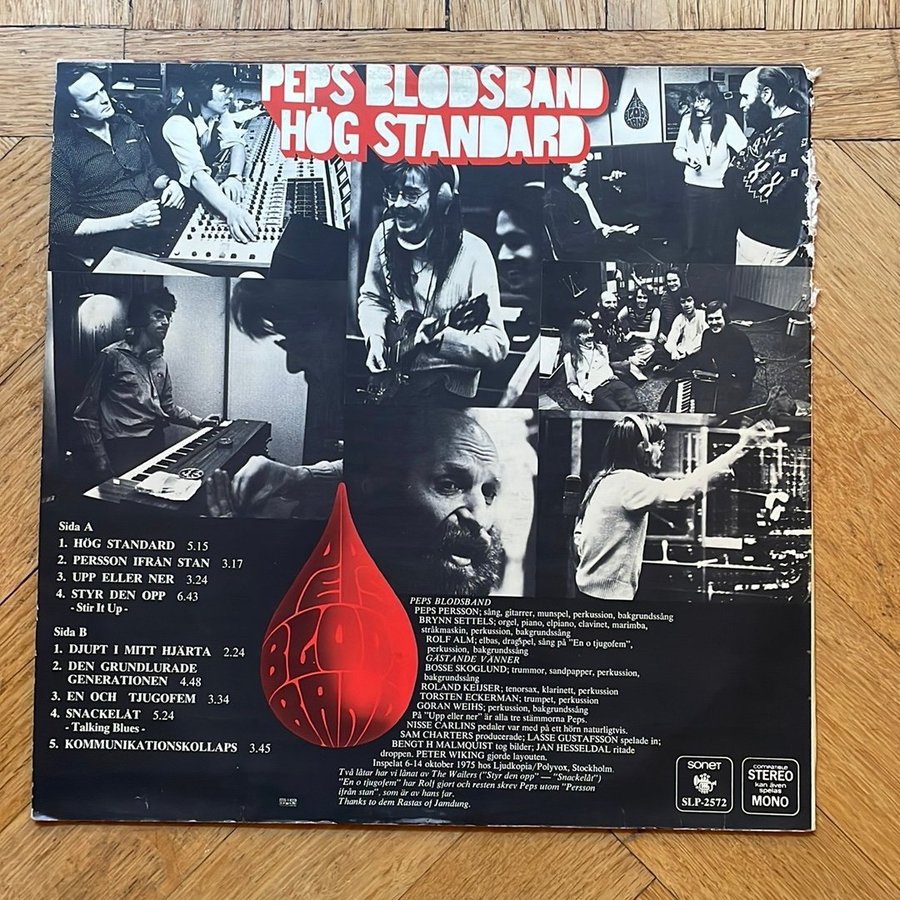 PEPS BLODSBAND
HÖG STANDARD
Sida A
1. HÖG STANDARD 5.15
2. PERSSON IFRÅN STAN 3.17
3. UPP ELLER NER 3.24
4. STYR DEN OPP 6.43
- Stir It Up -
Sida B
1. DJUPT I MITT HJÄRTA 2.24
2. DEN GRUNDLURADE
GENERATIONEN 4.48
3. EN OCH TJUGOFEM 3.34
4. SNACKELÅT 5.24
- Talking Blues -
5. KOMMUNIKATIONSKOLLAPS 3.45
PEPS
BLODS
BAND
PEPS BLODSBAND
PEPS PERSSON; sång, gitarrer, munspel, perkussion, bakgrundssång
BRYNN SETTELS; orgel, piano, elpiano, clavinet, marimba,
stråkmaskin, perkussion, bakgrundssång
ROLF ALM; elbas, dragspel, sång på "En o tjugofem",
perkussion, bakgrundssång
GÄSTANDE VÄNNER
BOSSE SKOGLUND; trummor, sandpapper, perkussion,
bakgrundssång
ROLAND KEIJSER; tenorsax, klarinett, perkussion
TORSTEN ECKERMAN; trumpet, perkussion
GÖRAN WEIHS; perkussion, bakgrundssång
På "Upp eller ner" är alla tre stämmorna Peps.
NISSE CARLINS pedaler var med på ett hörn naturligtvis.
SAM CHARTERS producerade; LASSE GUSTAFSSON spelade in;
BENGT H MALMQUIST tog bilder; JAN HESSELDAL ritade
droppen. PETER WIKING gjorde layouten.
Inspelat 6-14 oktober 1975 hos Ljudkopia/Polyvox, Stockholm.
Två låtar har vi lånat av The Wailers ("Styr den opp" — "Snackelåt")
"En o tjugofem" har Rolf gjort och resten skrev Peps utom "Persson
ifrån stan", som är av hans far.
Thanks to dem Rastas of Jamdung.
sonet
SLP-2572
COMPATIBLE
STEREO
kan även
spelas
MONO